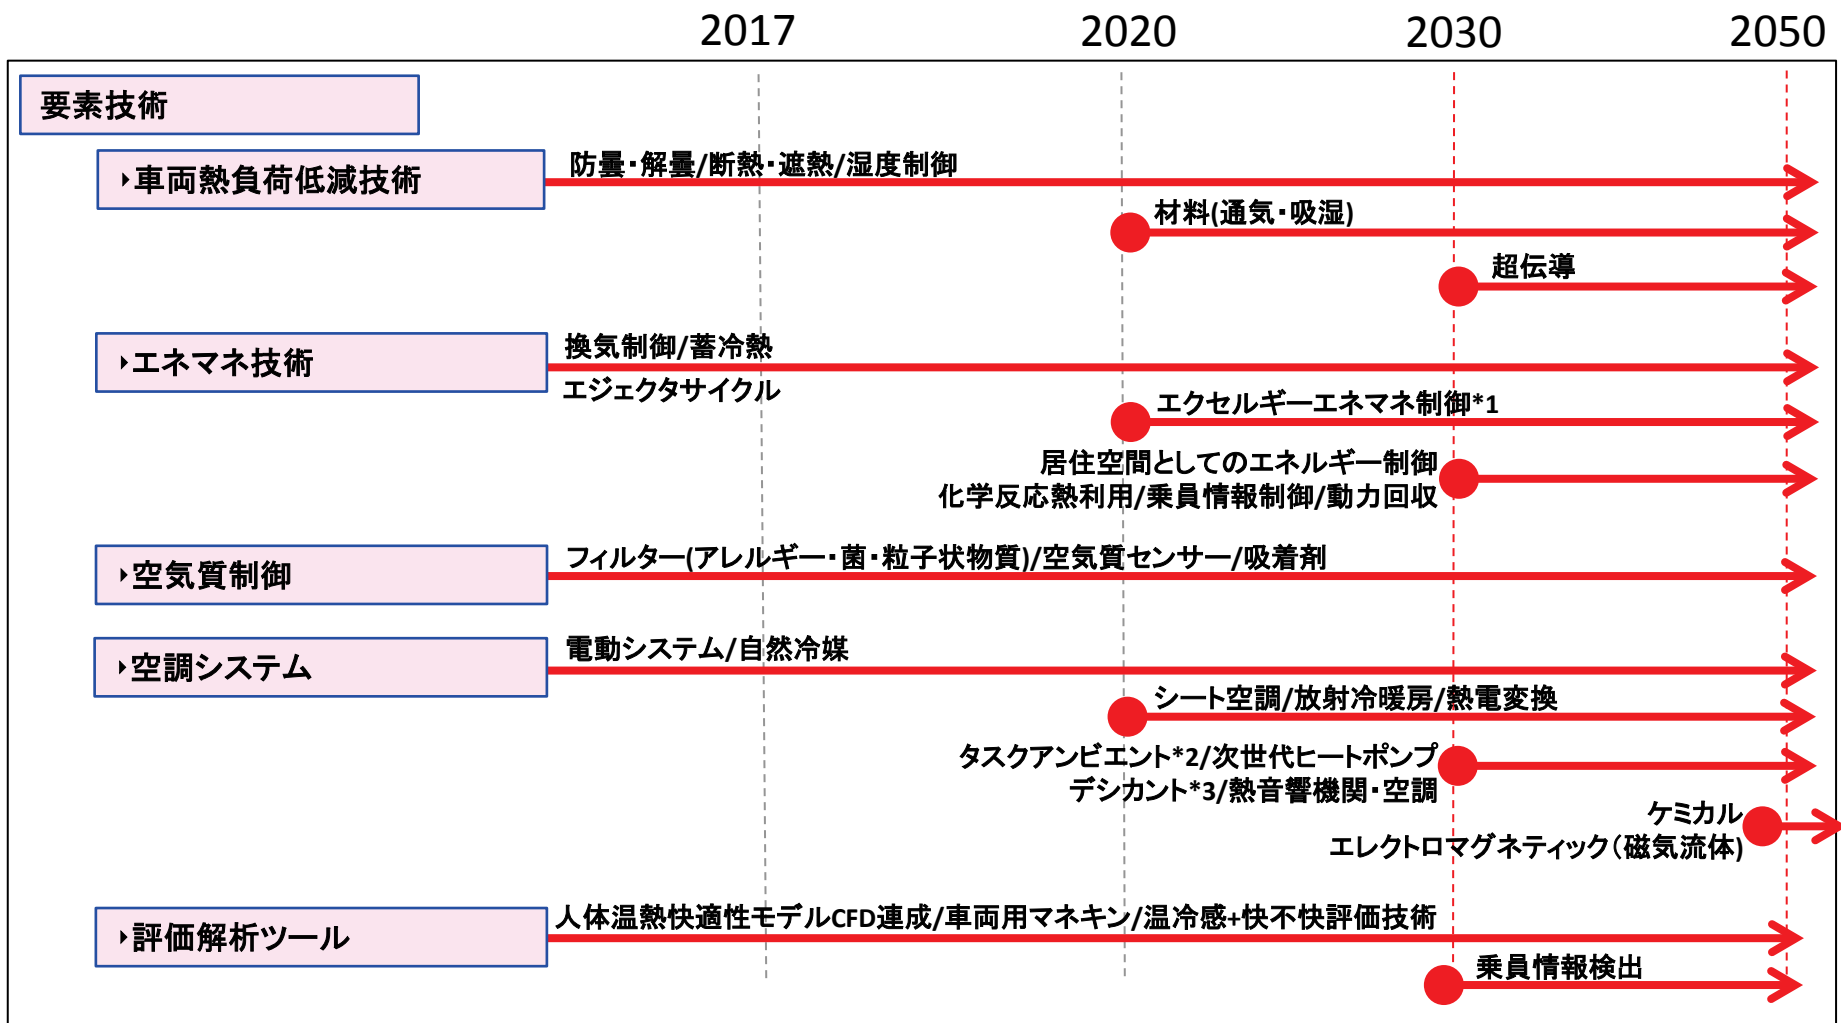 2017 2020 2030 2050
要素技術
車両熱負荷低減技術
防曇・解曇/断熱・遮熱/湿度制御
材料(通気・吸湿)
超伝導
エネマネ技術
換気制御/蓄冷熱
エジェクタサイクル
エクセルギーエネマネ制御*1
居住空間としてのエネルギー制御
化学反応熱利用/乗員情報制御/動力回収
空気質制御
フィルター(アレルギー・菌・粒子状物質)/空気質センサー/吸着剤
空調システム
電動システム/自然冷媒
シート空調/放射冷暖房/熱電変換
タスクアンビエント*2/次世代ヒートポンプ
デシカント*3/熱音響機関・空調
ケミカル
エレクトロマグネティック(磁気流体)
評価解析ツール
人体温熱快適性モデルCFD連成/車両用マネキン/温冷感+快不快評価技術
乗員情報検出